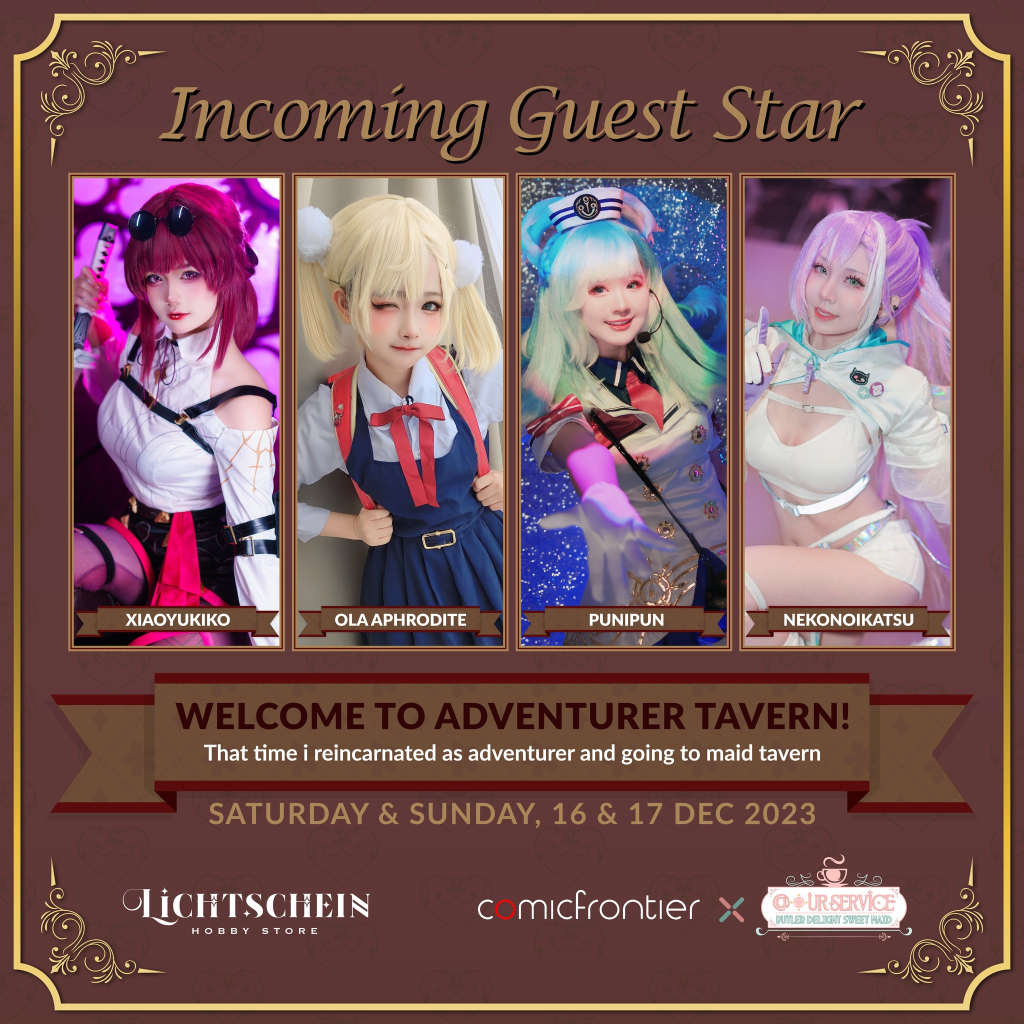 Incoming Guest Star
XIAOYUKIKO
OLA APHRODITE
PUNIPUN
NEKONOIKATSU
WELCOME TO ADVENTURER TAVERN!
That time i reincarnated as adventurer and going to maid tavern
SATURDAY & SUNDAY, 16 & 17 DEC 2023
LICHTSCHEIN
HOBBY STORE
comicfrontier
@+UR SERVICE
BUTLER DELIGHT SWEET MAID